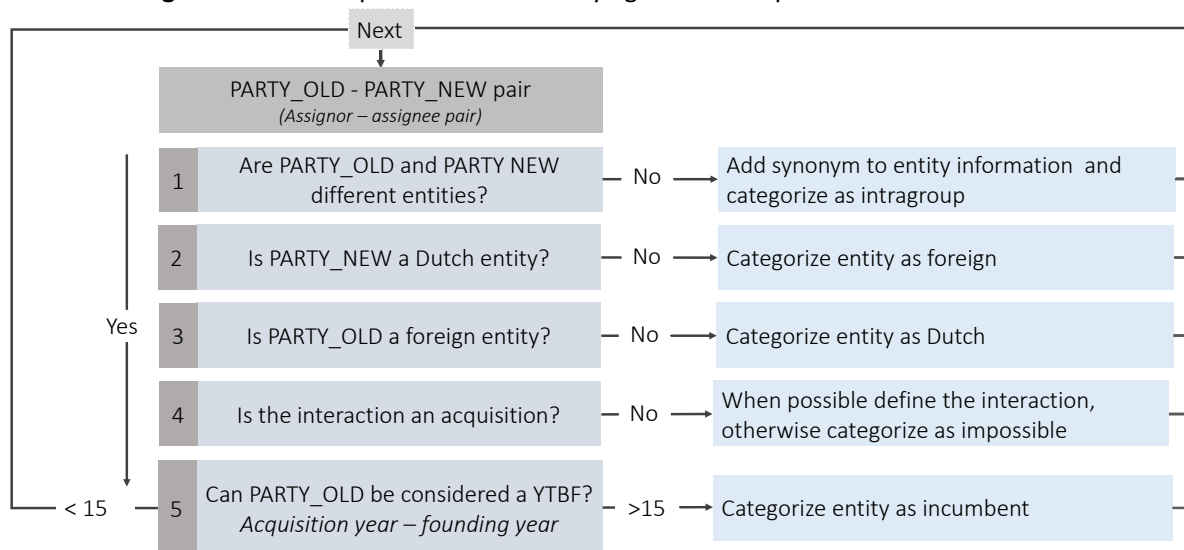 Next
PARTY_OLD - PARTY_NEW pair
(Assignor – assignee pair)
1
Are PARTY_OLD and PARTY NEW
different entities?
No
Add synonym to entity information and
categorize as intragroup
2
Is PARTY_NEW a Dutch entity?
No
Categorize entity as foreign
Yes
3
Is PARTY_OLD a foreign entity?
No
Categorize entity as Dutch
4
Is the interaction an acquisition?
No
When possible define the interaction,
otherwise categorize as impossible
< 15
5
Can PARTY_OLD be considered a YTBF?
Acquisition year – founding year
>15
Categorize entity as incumbent